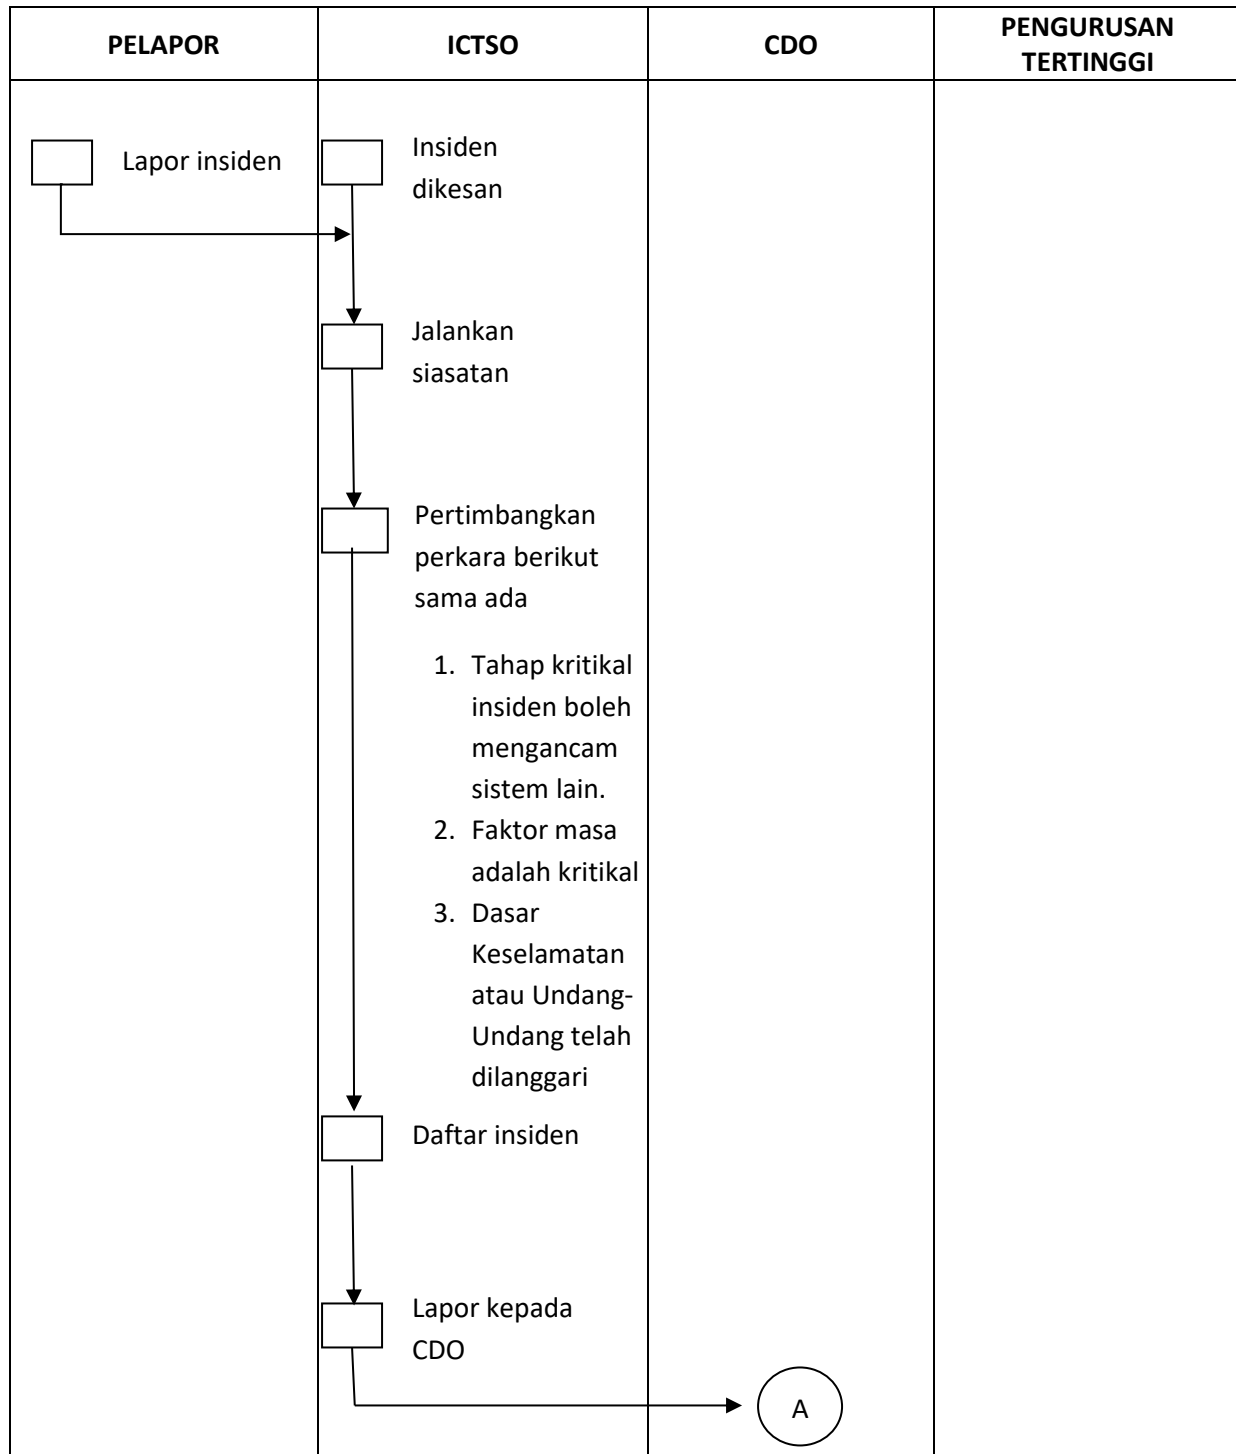 PELAPOR
ICTSO
CDO
PENGURUSAN
TERTINGGI
Lapor insiden
Insiden
dikesan
Jalankan
siasatan
Pertimbangkan
perkara berikut
sama ada
1. Tahap kritikal
insiden boleh
mengancam
sistem lain.
2. Faktor masa
adalah kritikal
3. Dasar
Keselamatan
atau Undang-
Undang telah
dilanggari
Daftar insiden
Lapor kepada
CDO
A